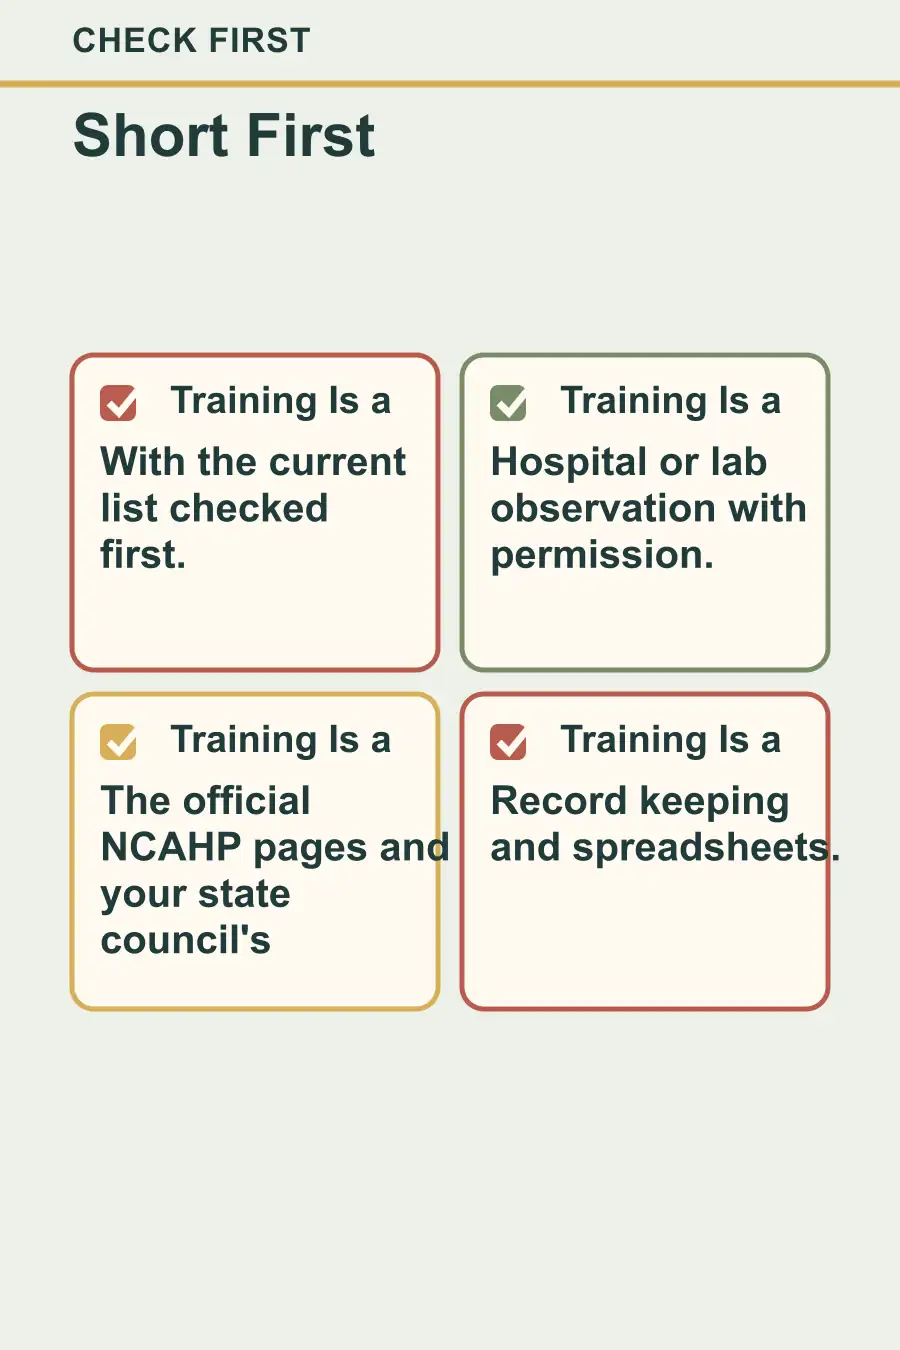 CHECK FIRST
Short First
Training Is a
With the current
list checked
first.
Training Is a
Hospital or lab
observation with
permission.
Training Is a
The official
NCAHP pages and
your state
council's
Training Is a
Record keeping
and spreadsheets.